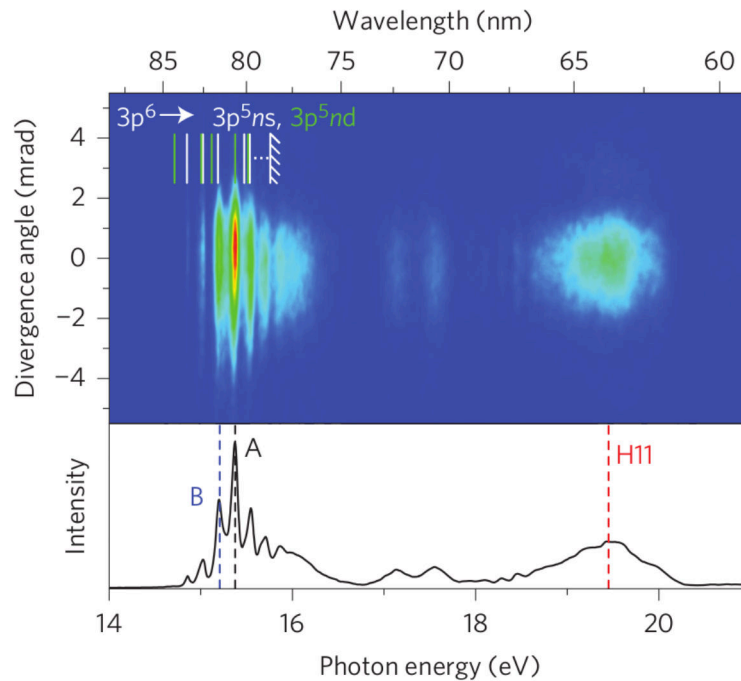 Wavelength (nm)
85 80 75 70 65 60
3p⁶→ 3p⁵ns, 3p⁵nd
...
Divergence angle (mrad)
4
2
0
−2
−4
Intensity
B
A
H11
14 16 18 20
Photon energy (eV)